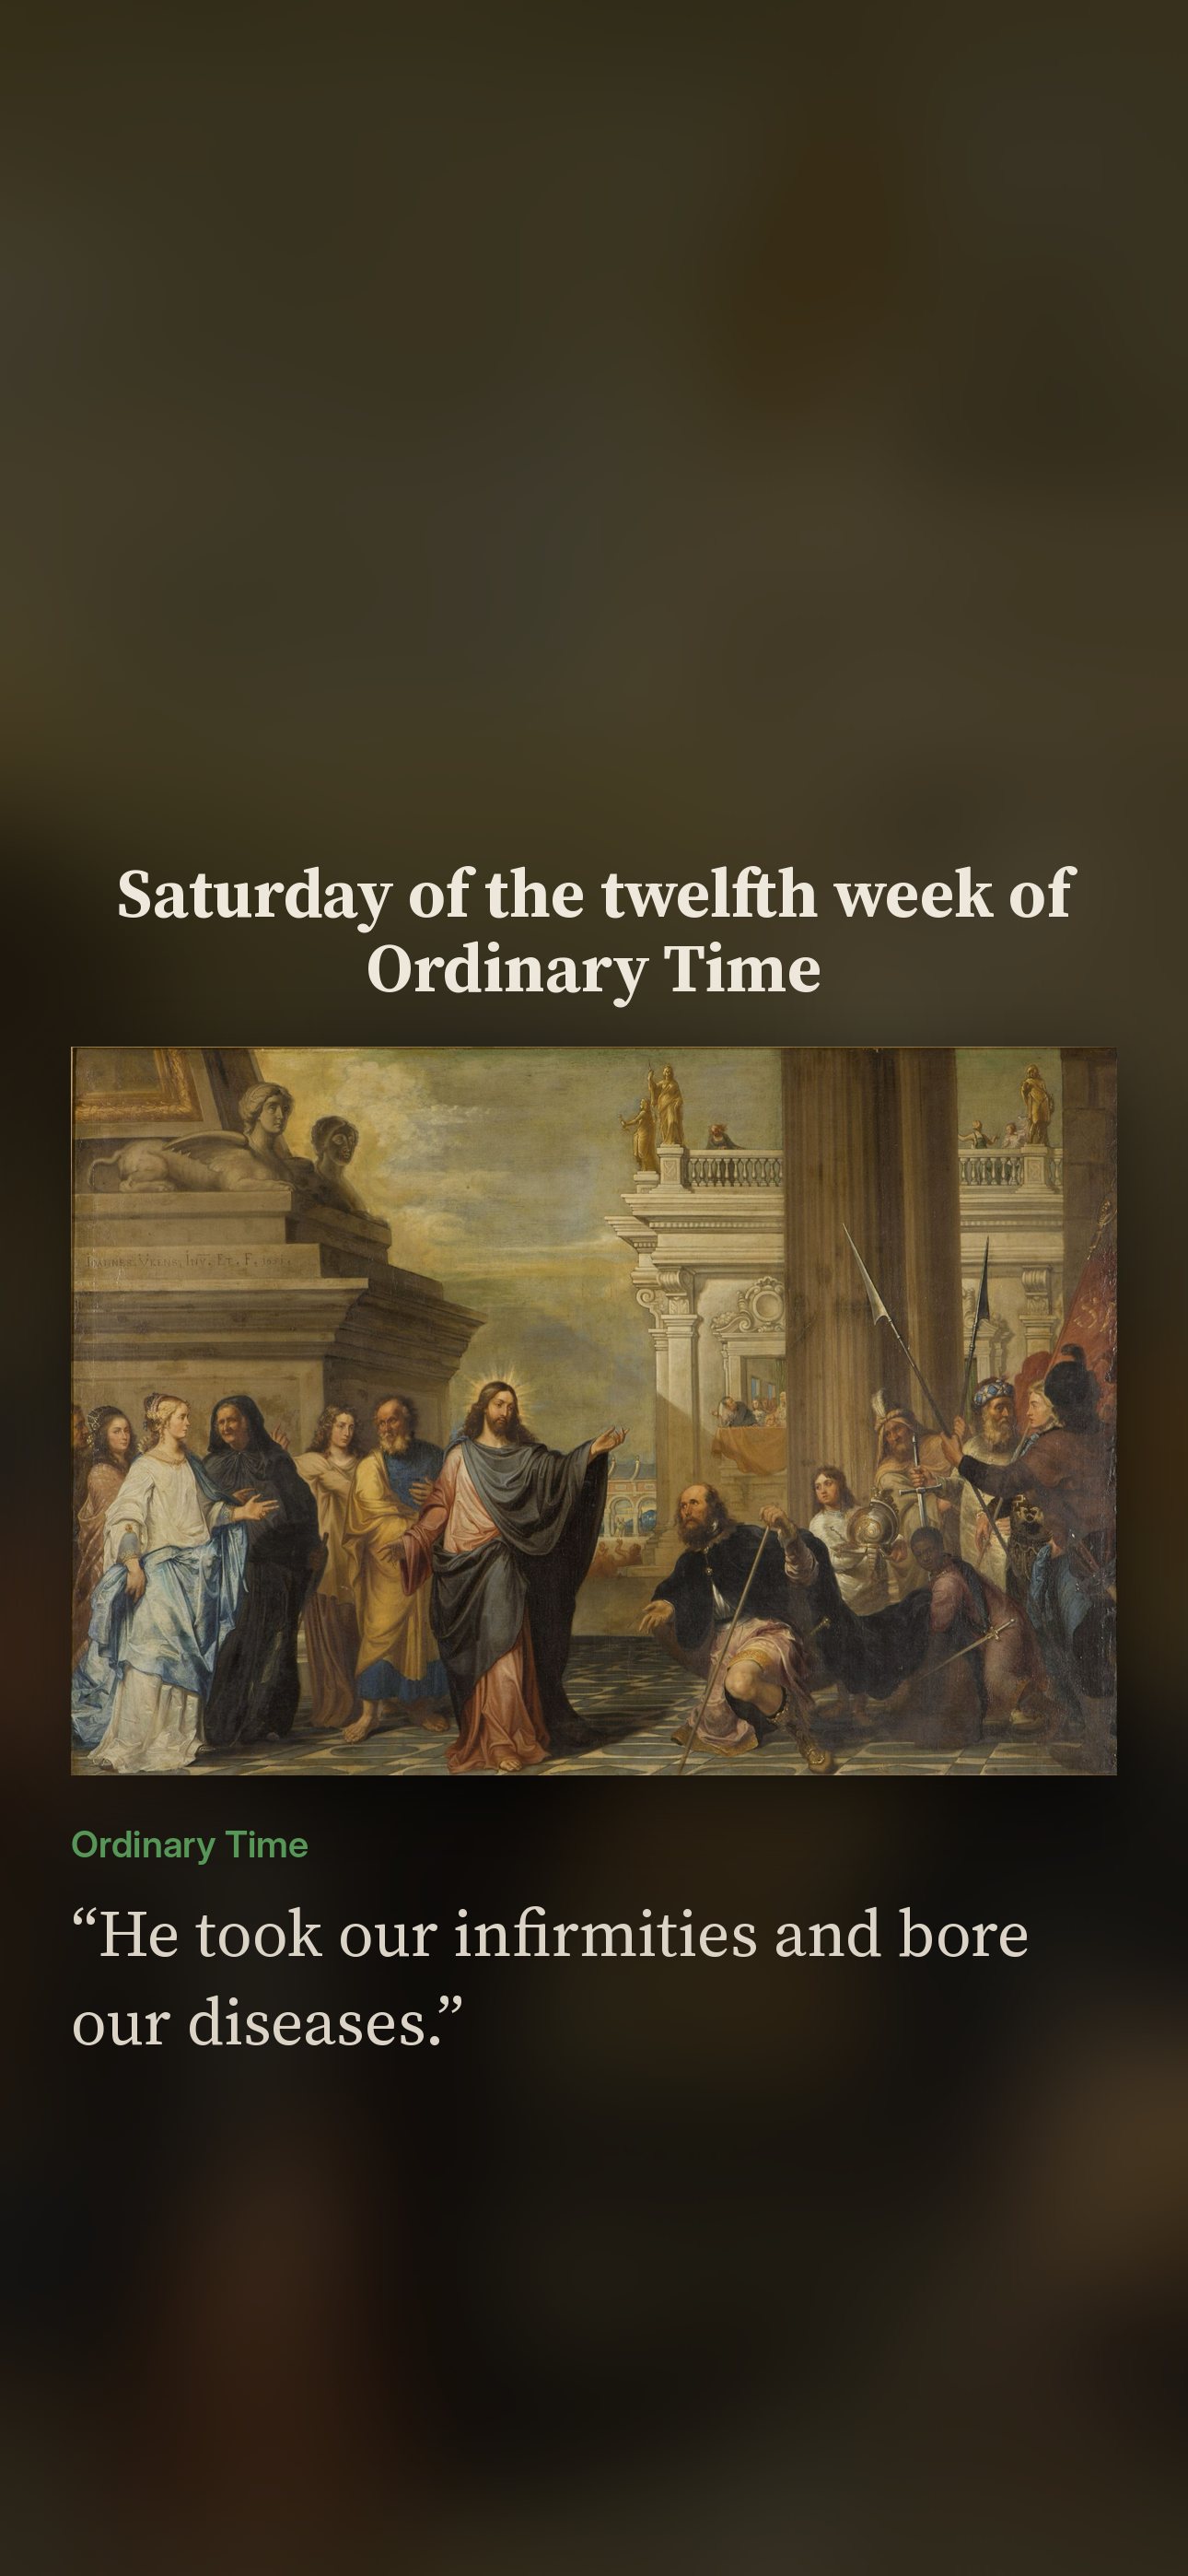 Saturday of the twelfth week of
Ordinary Time
Ordinary Time
“He took our infirmities and bore
our diseases.”